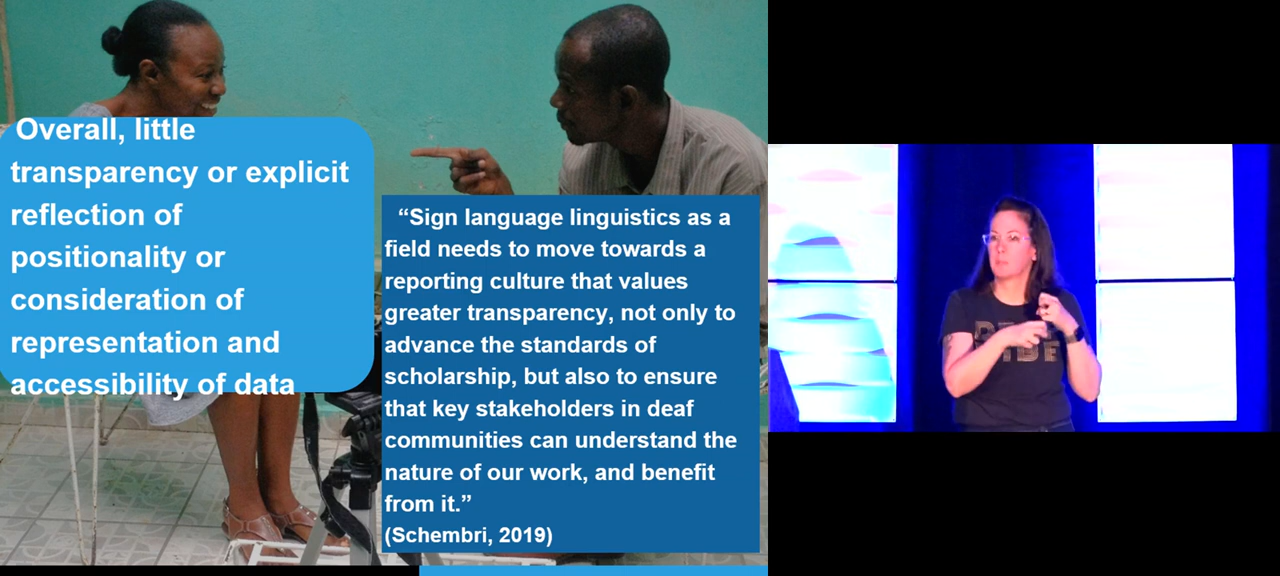 Overall, little
transparency or explicit
reflection of
positionality or
consideration of
representation and
accessibility of data
“Sign language linguistics as a
field needs to move towards a
reporting culture that values
greater transparency, not only to
advance the standards of
scholarship, but also to ensure
that key stakeholders in deaf
communities can understand the
nature of our work, and benefit
from it.”
(Schembri, 2019)